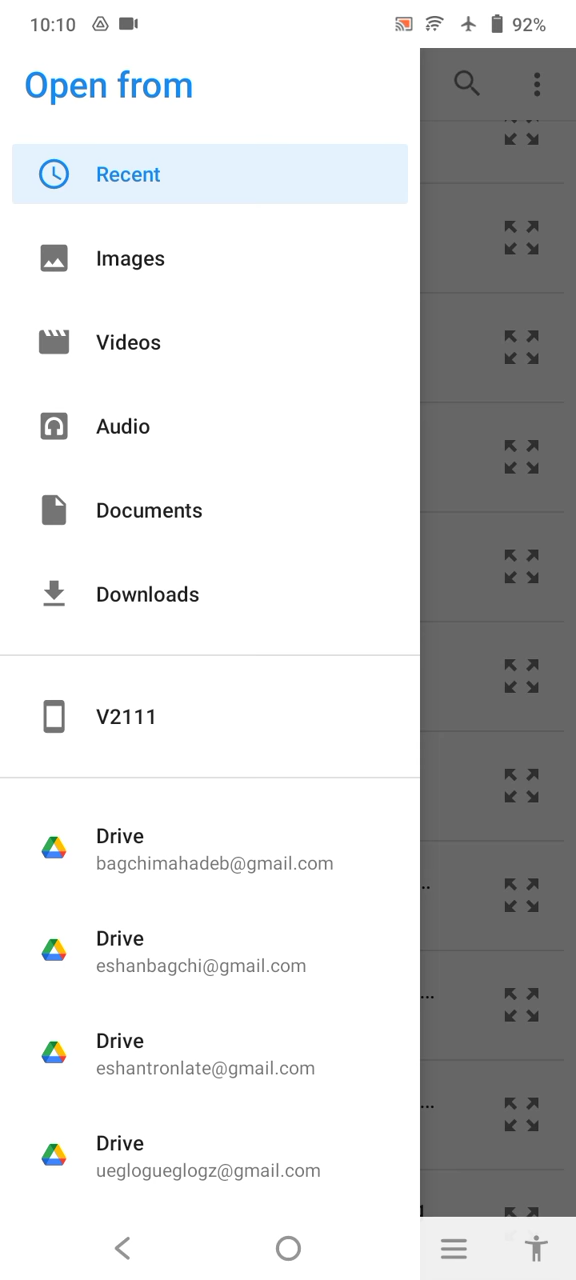 10:10
92%
Open from
Recent
Images
Videos
Audio
Documents
Downloads
V2111
Drive
bagchimahadeb@gmail.com
Drive
eshanbagchi@gmail.com
Drive
eshantronlate@gmail.com
Drive
ueglogueglogz@gmail.com